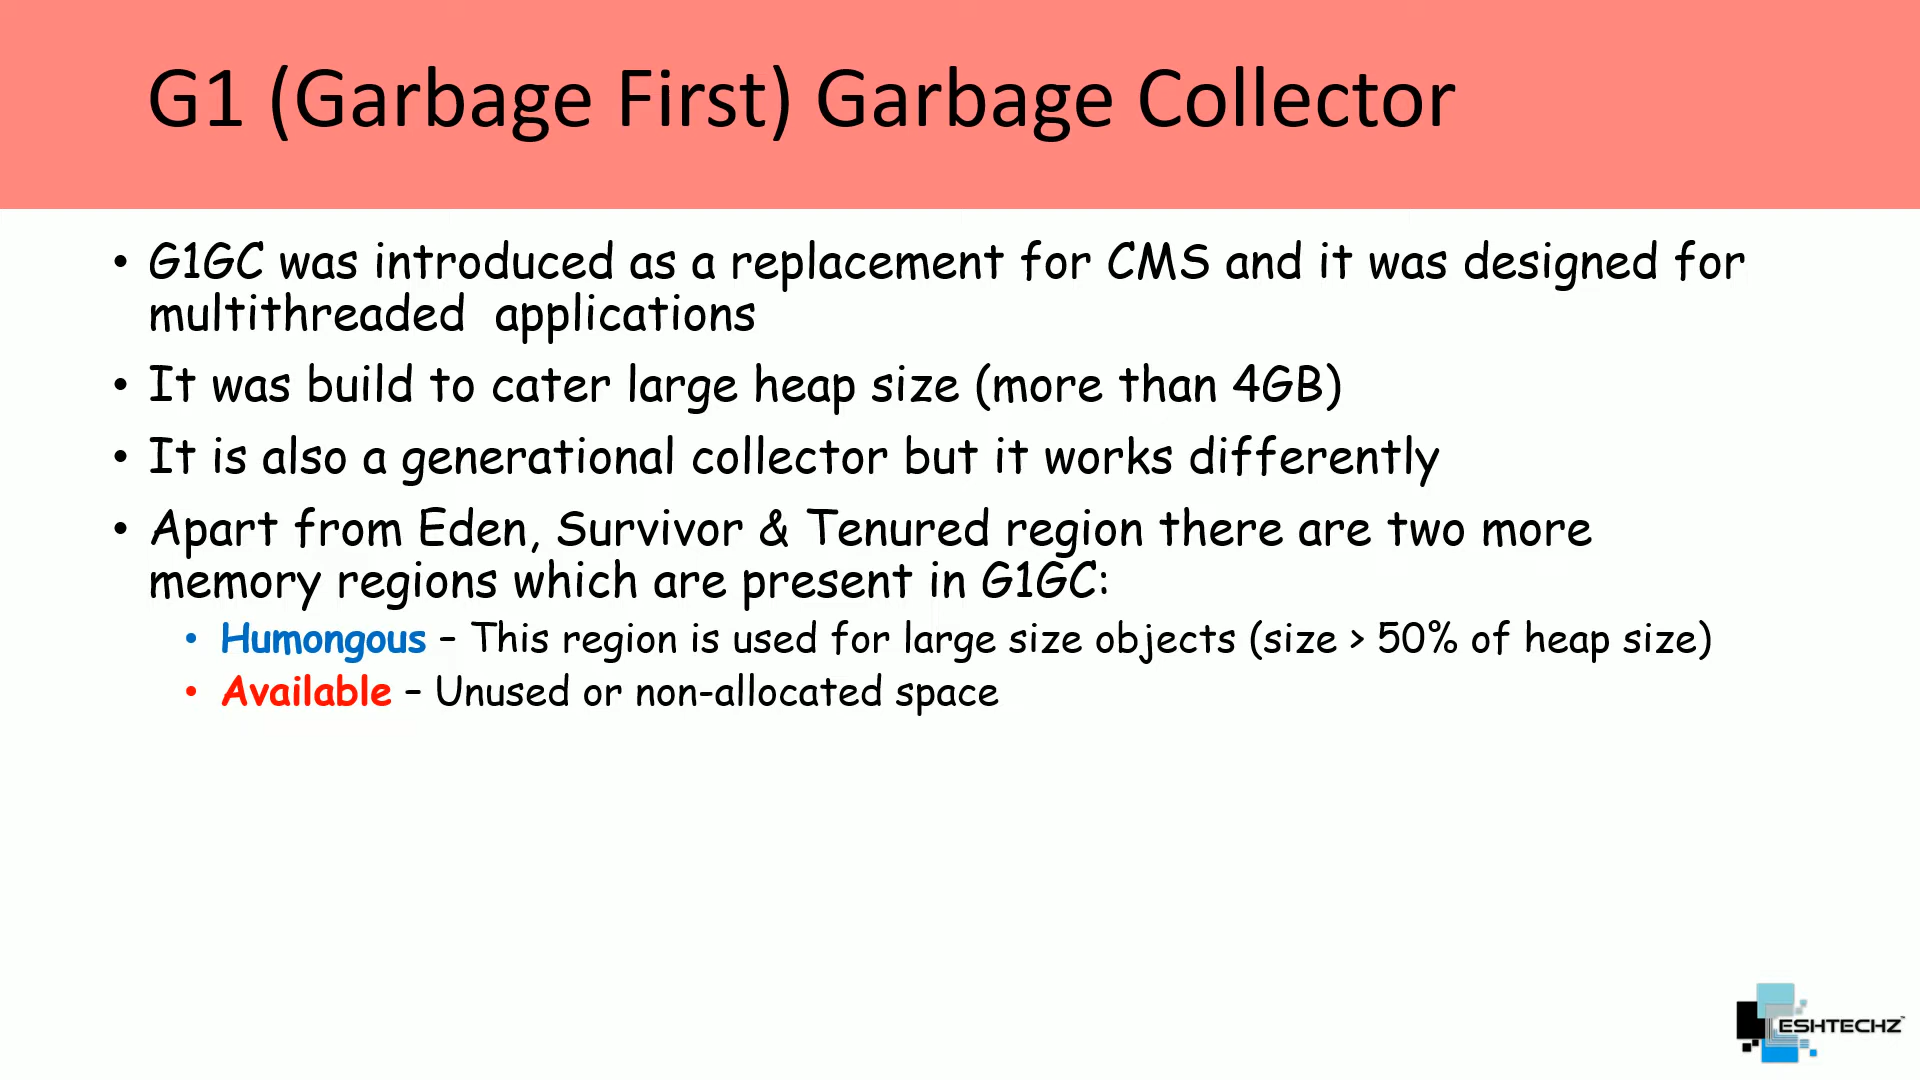 G1 (Garbage First) Garbage Collector
• G1GC was introduced as a replacement for CMS and it was designed for
multithreaded  applications
• It was build to cater large heap size (more than 4GB)
• It is also a generational collector but it works differently
• Apart from Eden, Survivor & Tenured region there are two more
memory regions which are present in G1GC:
• Humongous – This region is used for large size objects (size > 50% of heap size)
• Available – Unused or non-allocated space
ESHTECHZ™